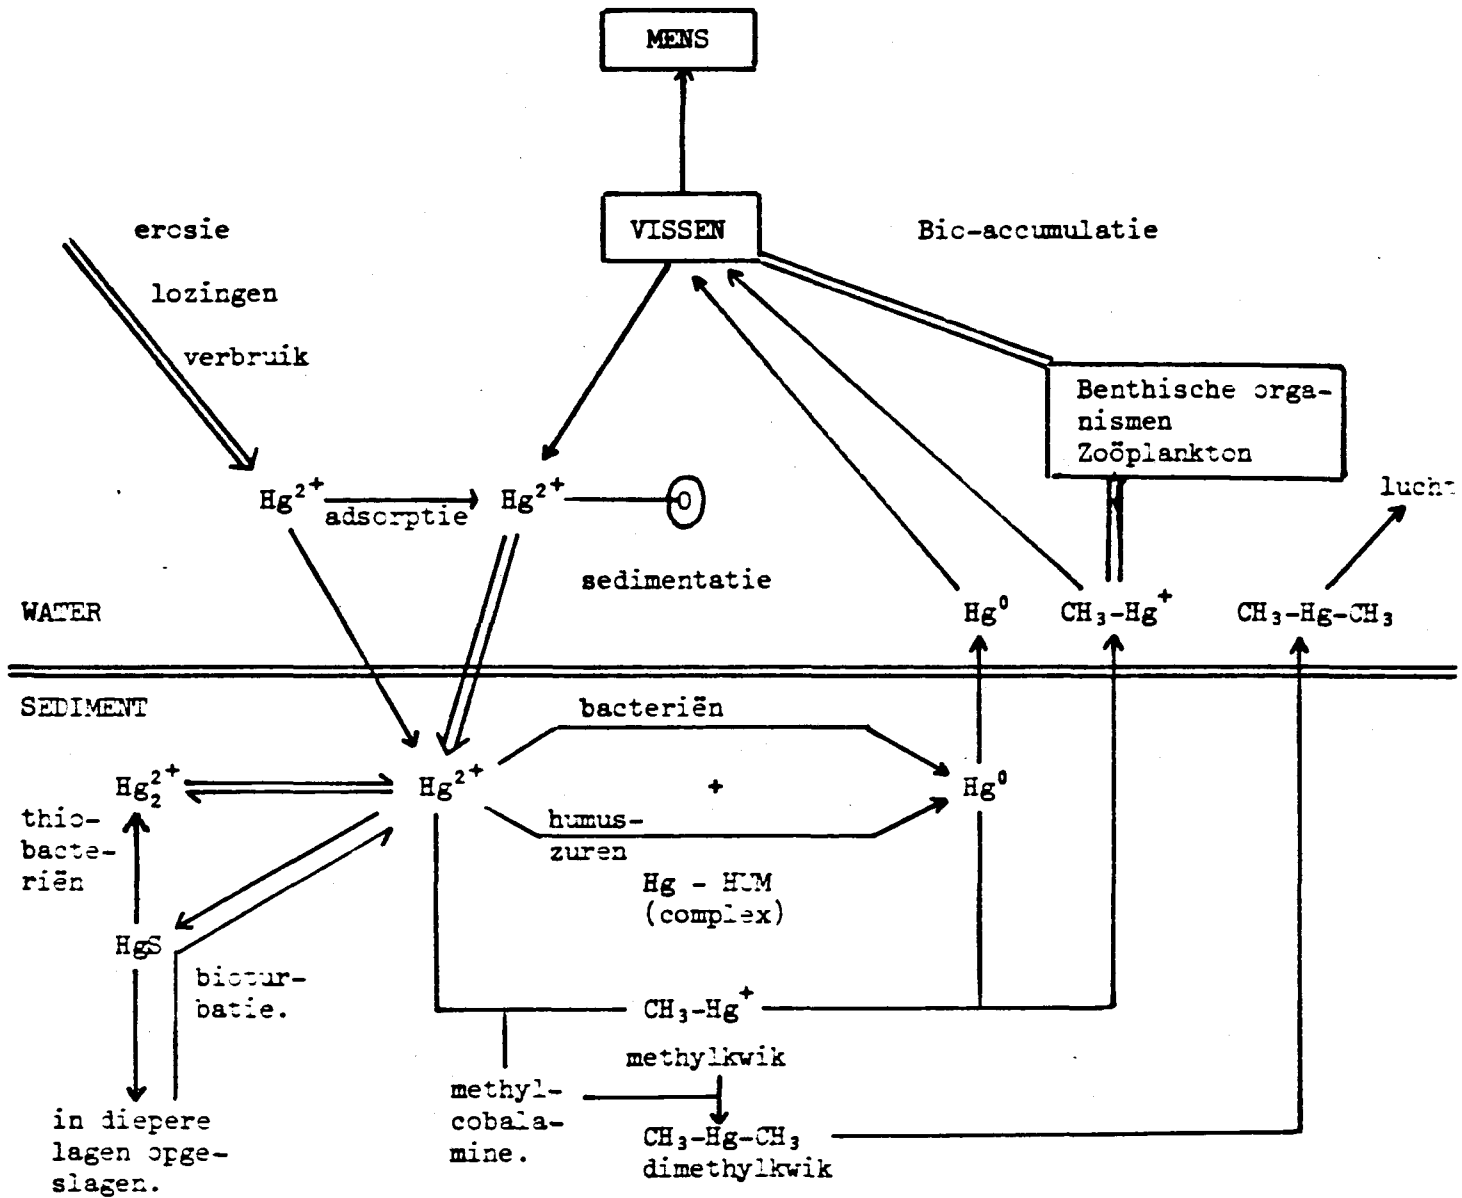 MENS
VISSEN
Bio-accumulatie
erosie
lozingen
verbruik
Benthische orga-
nismen
Zoöplankton
lucht
Hg²⁺
adsorptie
Hg²⁺
sedimentatie
WATER
Hg⁰
CH₃-Hg⁺
CH₃-Hg-CH₃
SEDIMENT
bacteriën
Hg₂²⁺
Hg²⁺
+
Hg⁰
thio-
bacte-
riën
humus-
zuren
Hg - HUM
(complex)
HgS
biotur-
batie.
CH₃-Hg⁺
methylkwik
methyl-
cobala-
mine.
CH₃-Hg-CH₃
dimethylkwik
in diepere
lagen opge-
slagen.